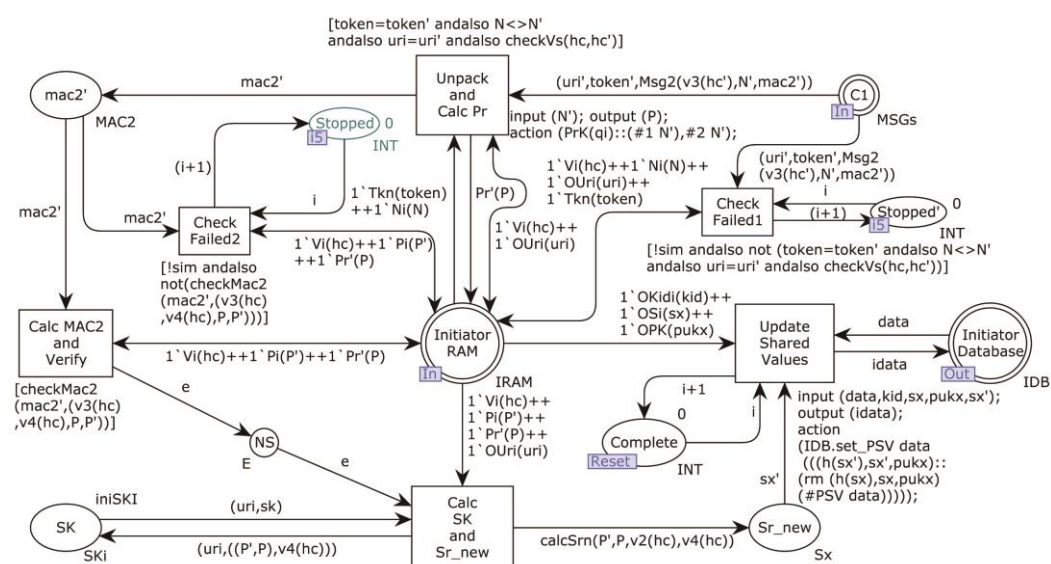 [token=token' andalso N<>N'
andalso uri=uri' andalso checkVs(hc,hc')]
mac2'
MAC2
mac2'
Unpack
and
Calc Pr
(uri',token',Msg2(v3(hc'),N',mac2'))
C1
In
MSGs
input (N'); output (P);
action (PrK(qi)::(#1 N'),#2 N');
Stopped
0
i5
INT
(i+1)
i
1`Tkn(token)
++1`Ni(N)
Pr'(P)
1`Vi(hc)++1`Ni(N)++
1`OUri(uri)++
1`Tkn(token)
1`Vi(hc)++
1`OUri(uri)
(uri',token',Msg2
(v3(hc'),N',mac2'))
i
(i+1)
Check
Failed1
Stopped'
0
i5
INT
[!sim andalso not (token=token' andalso N<>N'
andalso uri=uri' andalso checkVs(hc,hc'))]
mac2'
mac2'
Check
Failed2
[!sim andalso
not(checkMac2
(mac2',(v3(hc)
,v4(hc),P,P')))]
1`Vi(hc)++1`Pi(P')
++1`Pr'(P)
Calc MAC2
and
Verify
[checkMac2
(mac2',(v3(hc)
,v4(hc),P,P'))]
1`Vi(hc)++1`Pi(P')++1`Pr'(P)
Initiator
RAM
In
IRAM
1`OKidi(kid)++
1`OSi(sx)++
1`OPK(pukx)
Update
Shared
Values
data
idata
Initiator
Database
Out
IDB
e
NS
E
e
1`Vi(hc)++
1`Pi(P')++
1`Pr'(P)++
1`OUri(uri)
i+1
0
i
Complete
Reset
INT
input (data,kid,sx,pukx,sx');
output (idata);
action
(IDB.set_PSV data
(((h(sx'),sx',pukx)::
(rm (h(sx),sx,pukx)
(#PSV data)))));
sx'
iniSKI
SK
SKi
(uri,sk)
(uri,((P',P),v4(hc)))
Calc
SK
and
Sr_new
calcSrn(P',P,v2(hc),v4(hc))
Sr_new
Sx